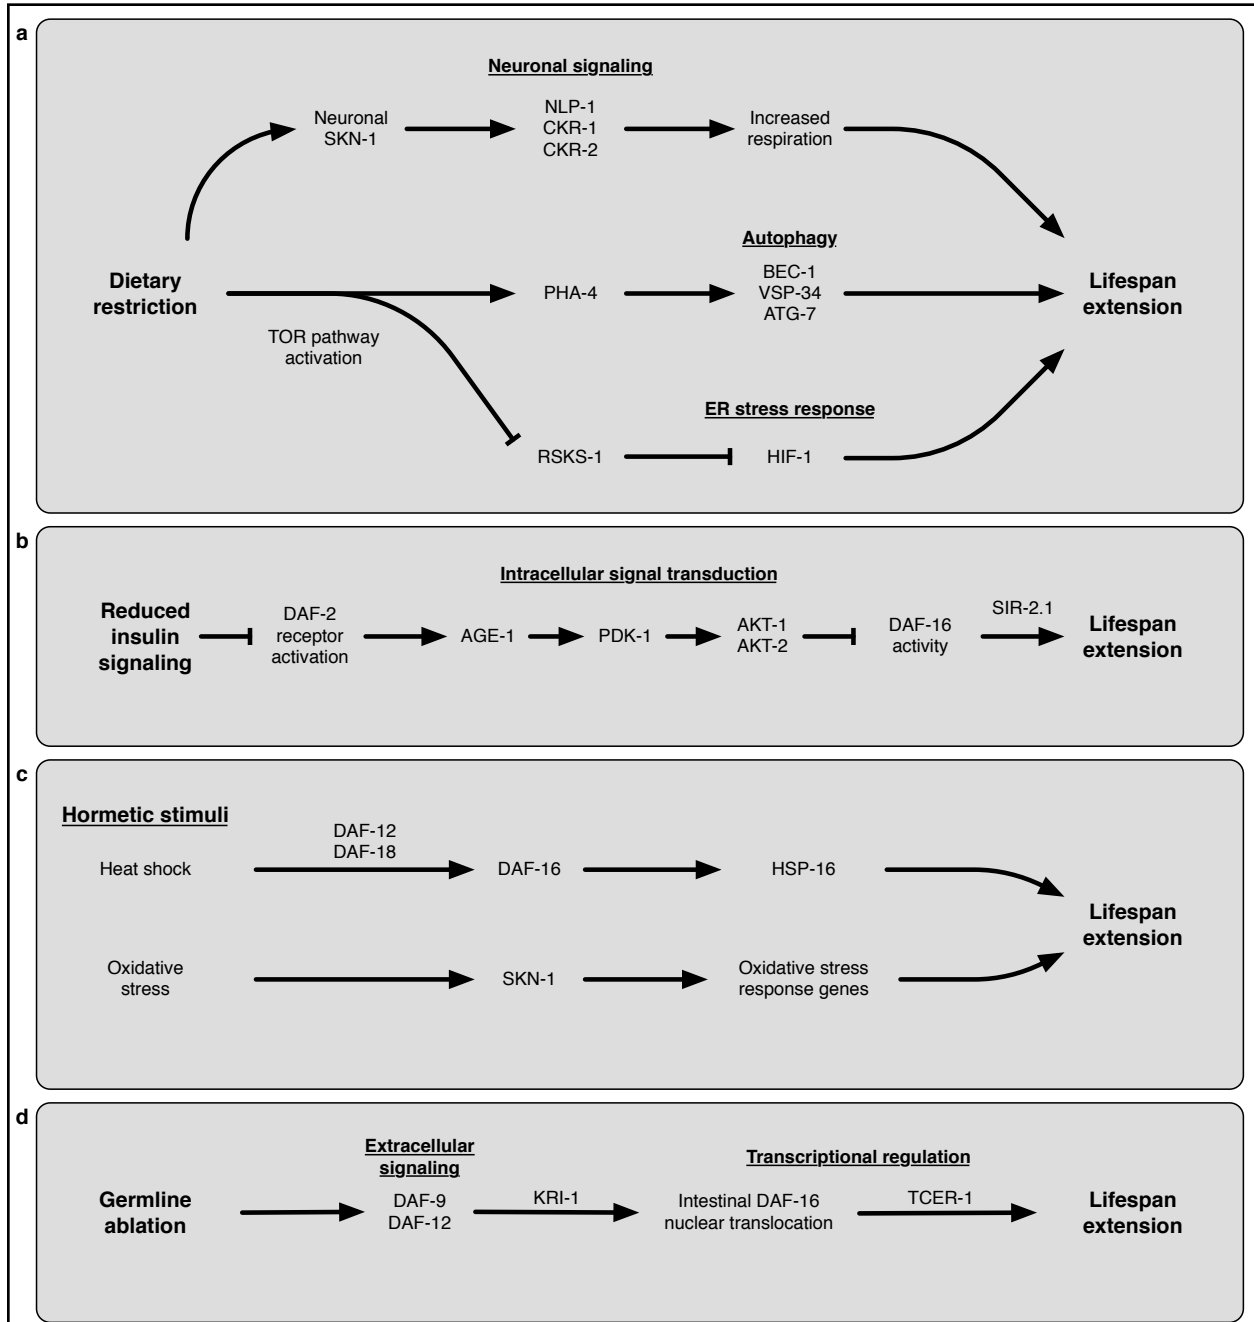 a
Neuronal signaling
Neuronal
SKN-1
NLP-1
CKR-1
CKR-2
Increased
respiration
Dietary
restriction
TOR pathway
activation
PHA-4
Autophagy
BEC-1
VSP-34
ATG-7
Lifespan
extension
ER stress response
RSKS-1
HIF-1
b
Intracellular signal transduction
Reduced
insulin
signaling
DAF-2
receptor
activation
AGE-1
PDK-1
AKT-1
AKT-2
DAF-16
activity
SIR-2.1
Lifespan
extension
c
Hormetic stimuli
Heat shock
DAF-12
DAF-18
DAF-16
HSP-16
Lifespan
extension
Oxidative
stress
SKN-1
Oxidative stress
response genes
d
Germline
ablation
Extracellular
signaling
DAF-9
DAF-12
KRI-1
Transcriptional regulation
Intestinal DAF-16
nuclear translocation
TCER-1
Lifespan
extension